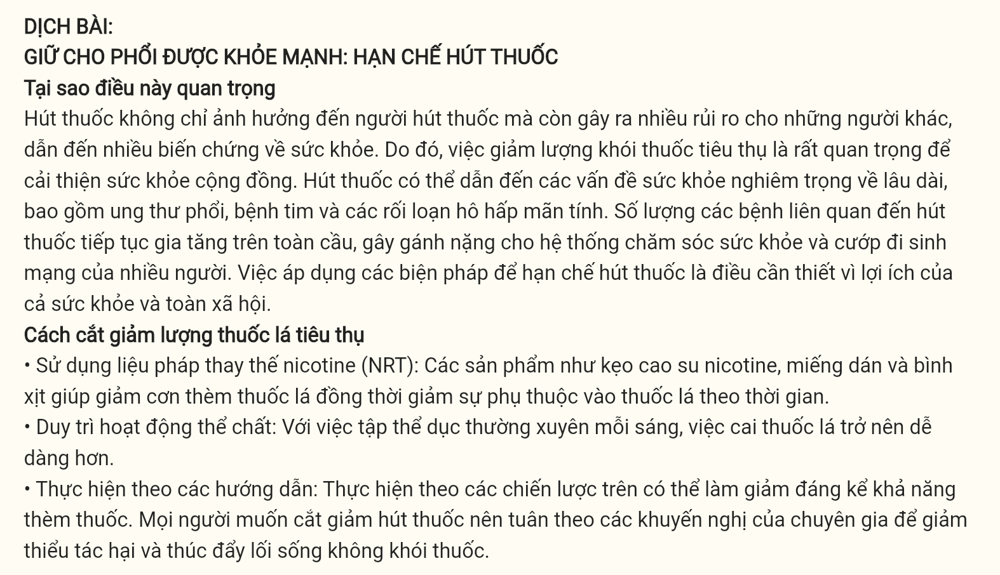 DỊCH BÀI:
GIỮ CHO PHỔI ĐƯỢC KHỎE MẠNH: HẠN CHẾ HÚT THUỐC
Tại sao điều này quan trọng
Hút thuốc không chỉ ảnh hưởng đến người hút thuốc mà còn gây ra nhiều rủi ro cho những người khác,
dẫn đến nhiều biến chứng về sức khỏe. Do đó, việc giảm lượng khói thuốc tiêu thụ là rất quan trọng để
cải thiện sức khỏe cộng đồng. Hút thuốc có thể dẫn đến các vấn đề sức khỏe nghiêm trọng về lâu dài,
bao gồm ung thư phổi, bệnh tim và các rối loạn hô hấp mãn tính. Số lượng các bệnh liên quan đến hút
thuốc tiếp tục gia tăng trên toàn cầu, gây gánh nặng cho hệ thống chăm sóc sức khỏe và cướp đi sinh
mạng của nhiều người. Việc áp dụng các biện pháp để hạn chế hút thuốc là điều cần thiết vì lợi ích của
cả sức khỏe và toàn xã hội.
Cách cắt giảm lượng thuốc lá tiêu thụ
• Sử dụng liệu pháp thay thế nicotine (NRT): Các sản phẩm như kẹo cao su nicotine, miếng dán và bình
xịt giúp giảm cơn thèm thuốc lá đồng thời giảm sự phụ thuộc vào thuốc lá theo thời gian.
• Duy trì hoạt động thể chất: Với việc tập thể dục thường xuyên mỗi sáng, việc cai thuốc lá trở nên dễ
dàng hơn.
• Thực hiện theo các hướng dẫn: Thực hiện theo các chiến lược trên có thể làm giảm đáng kể khả năng
thèm thuốc. Mọi người muốn cắt giảm hút thuốc nên tuân theo các khuyến nghị của chuyên gia để giảm
thiểu tác hại và thúc đẩy lối sống không khói thuốc.